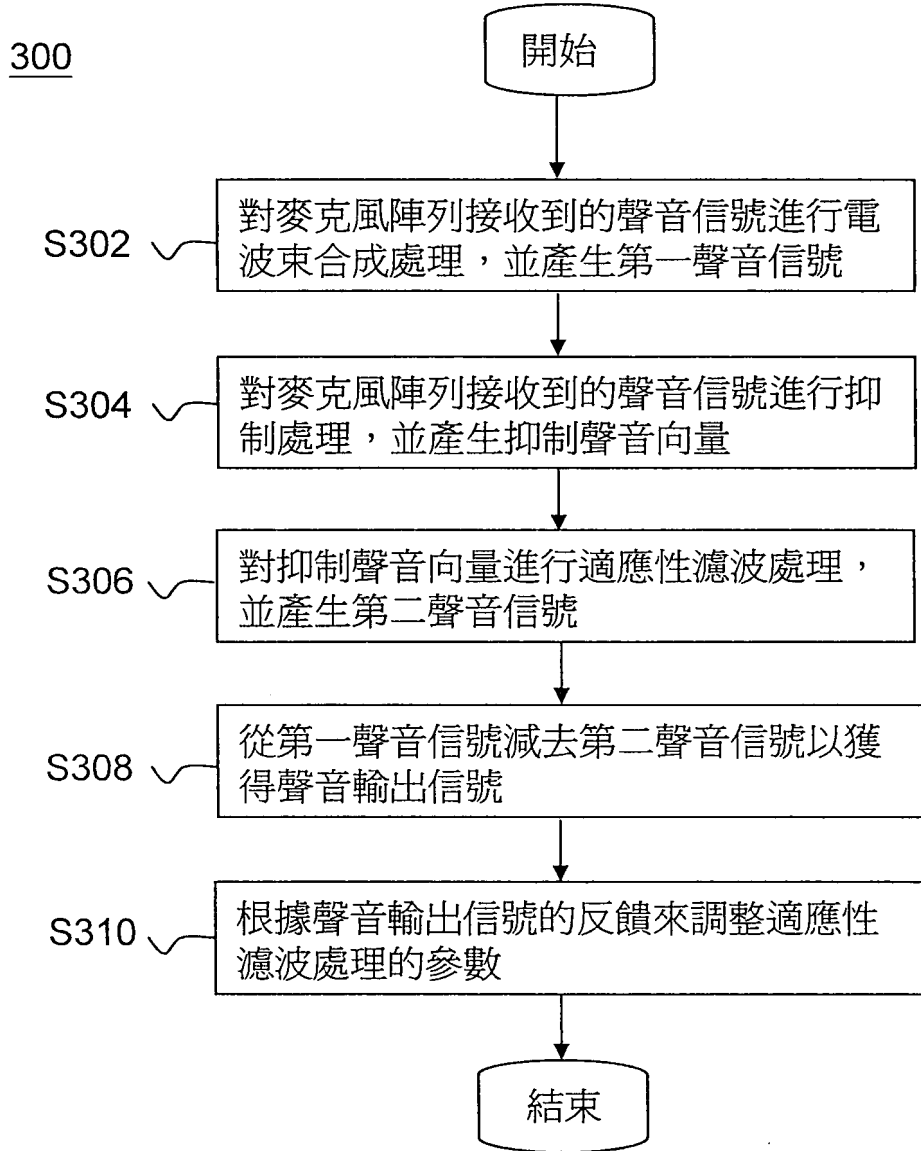 300
開始
S302
對麥克風陣列接收到的聲音信號進行電
波束合成處理，並產生第一聲音信號
S304
對麥克風陣列接收到的聲音信號進行抑
制處理，並產生抑制聲音向量
S306
對抑制聲音向量進行適應性濾波處理，
並產生第二聲音信號
S308
從第一聲音信號減去第二聲音信號以獲
得聲音輸出信號
S310
根據聲音輸出信號的反饋來調整適應性
濾波處理的參數
結束